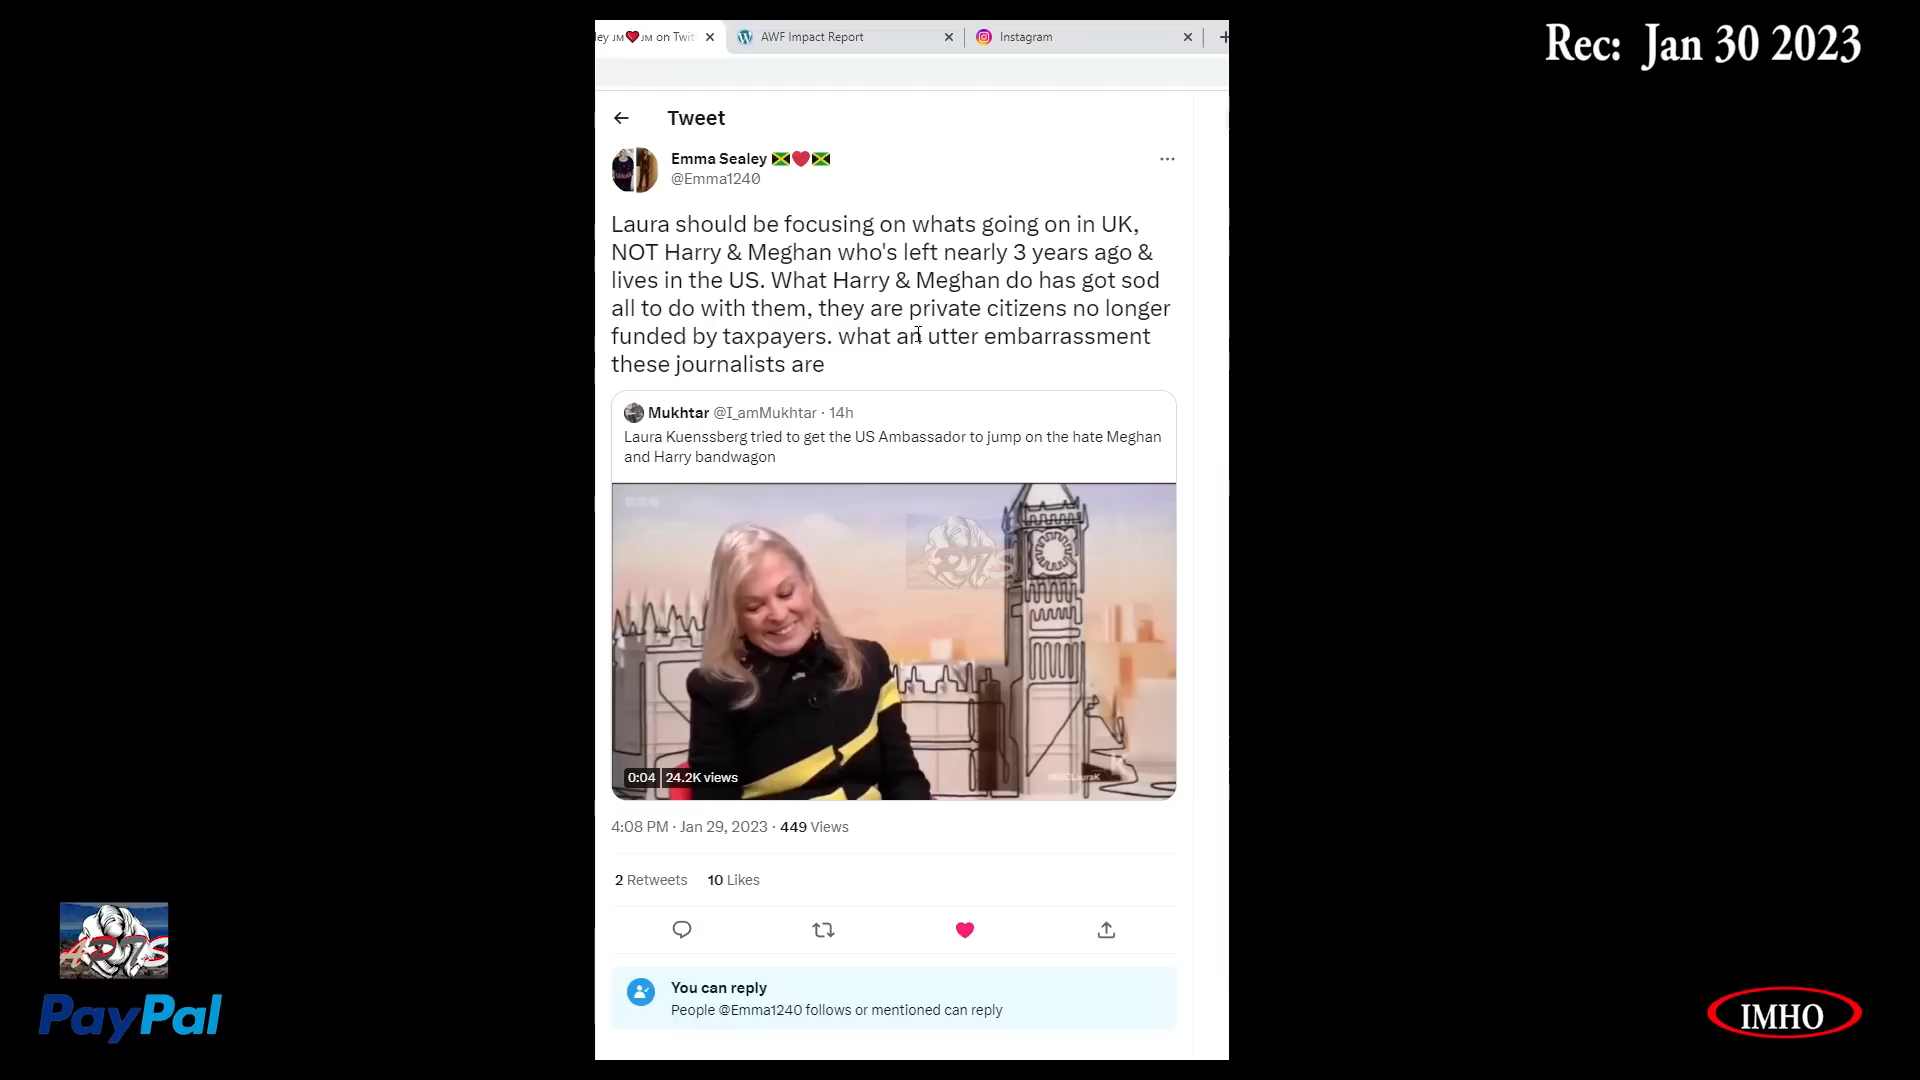 Rec: Jan 30 2023
ley JM❤️JM on Twit
AWF Impact Report
Instagram
Tweet
Emma Sealey 🇯🇲❤️🇯🇲
@Emma1240
Laura should be focusing on whats going on in UK,
NOT Harry & Meghan who's left nearly 3 years ago &
lives in the US. What Harry & Meghan do has got sod
all to do with them, they are private citizens no longer
funded by taxpayers. what an utter embarrassment
these journalists are
Mukhtar @I_amMukhtar · 14h
Laura Kuenssberg tried to get the US Ambassador to jump on the hate Meghan
and Harry bandwagon
0:04 | 24.2K views
4:08 PM · Jan 29, 2023 · 449 Views
2 Retweets 10 Likes
You can reply
People @Emma1240 follows or mentioned can reply
PayPal
IMHO